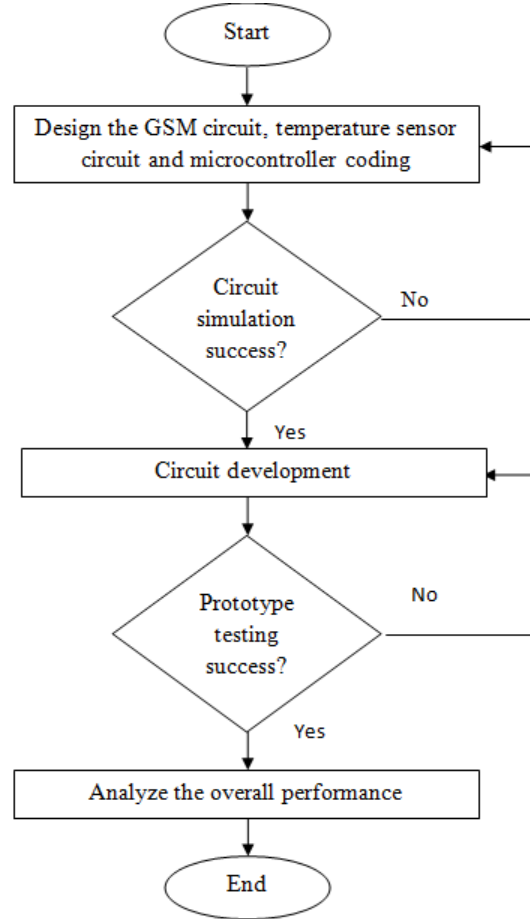 Start
Design the GSM circuit, temperature sensor
circuit and microcontroller coding
Circuit
simulation
success?
No
Yes
Circuit development
Prototype
testing
success?
No
Yes
Analyze the overall performance
End